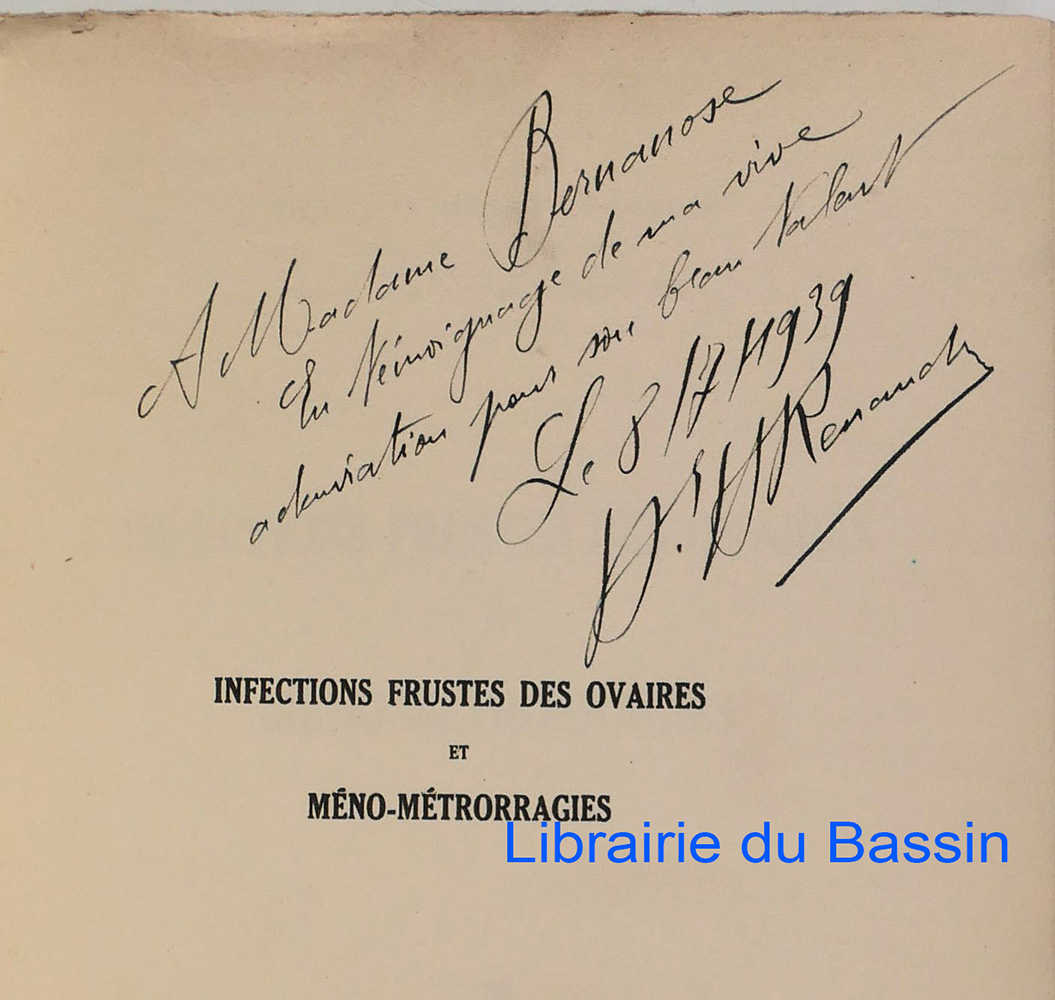 A Madame Bernanose
En témoignage de ma vive
admiration pour son beau talent
Le 8/7/1939
Dr H Renaud
INFECTIONS FRUSTES DES OVAIRES
ET
MÉNO-MÉTRORRAGIES
Librairie du Bassin